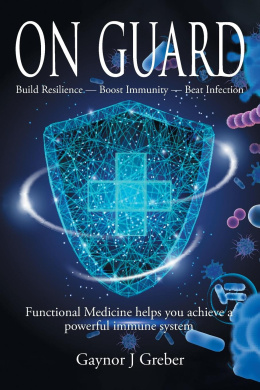 ON GUARD
Build Resilience — Boost Immunity — Beat Infection
Functional Medicine helps you achieve a
powerful immune system
Gaynor J Greber